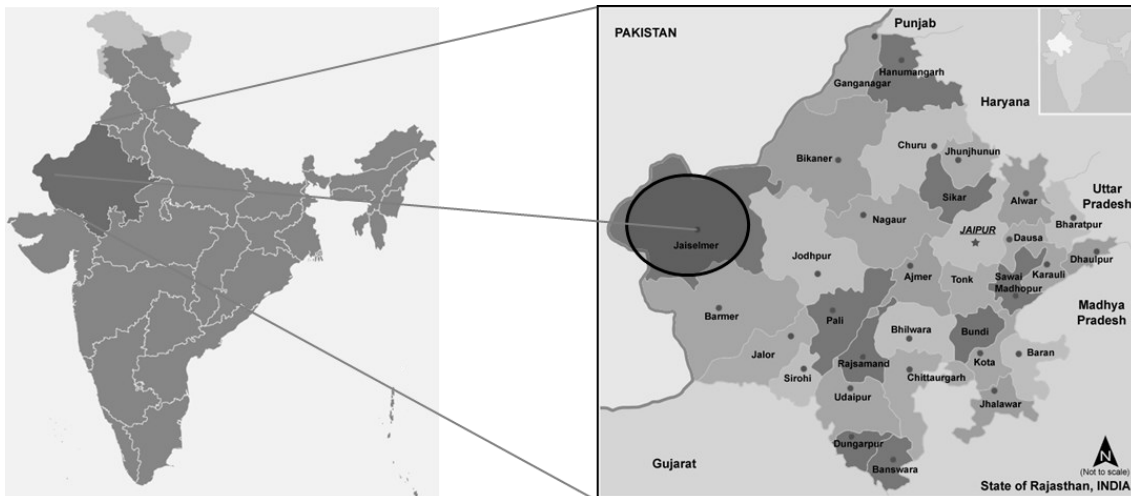 PAKISTAN
Punjab
Hanumangarh
Ganganagar
Haryana
Churu
Jhunjhunun
Bikaner
Sikar
Alwar
Uttar
Pradesh
Nagaur
Bharatpur
JAIPUR
Dausa
Jaiselmer
Jodhpur
Dhaulpur
Ajmer
Tonk
Sawai
Madhopur
Karauli
Madhya
Pradesh
Barmer
Pali
Bhilwara
Bundi
Jalor
Rajsamand
Kota
Baran
Sirohi
Chittaurgarh
Udaipur
Jhalawar
Dungarpur
N
(Not to scale)
Gujarat
Banswara
State of Rajasthan, INDIA